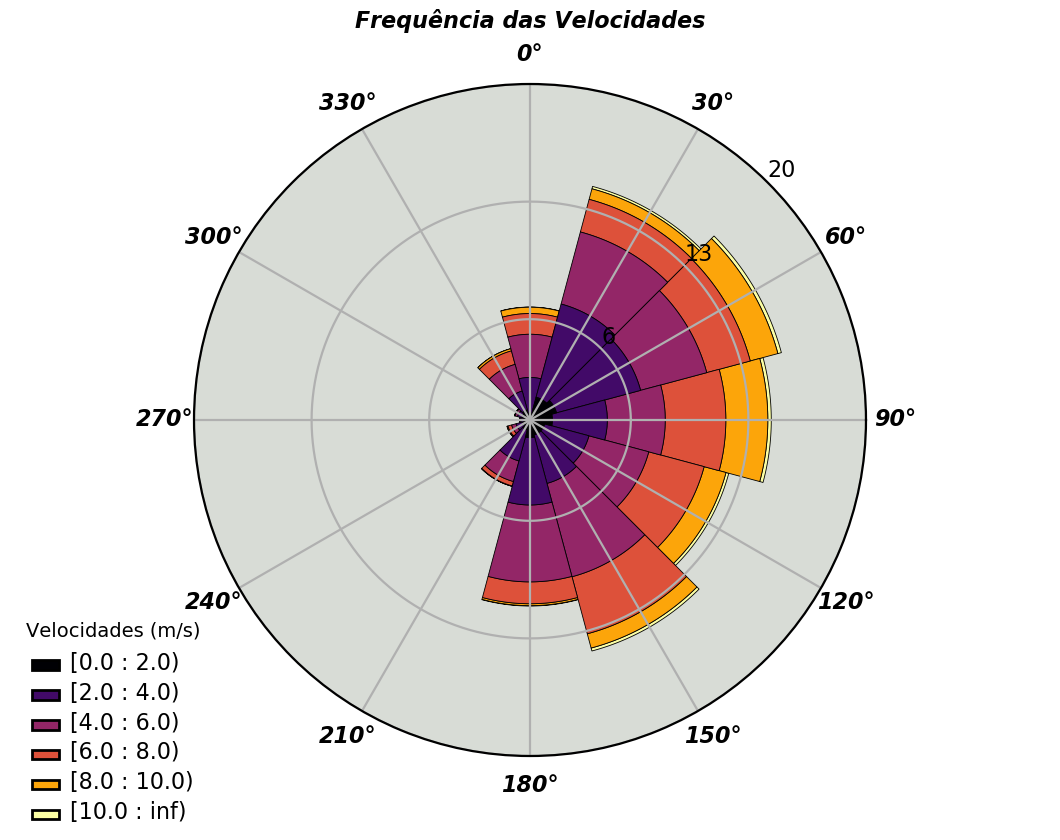 Frequência das Velocidades
0°
330°
30°
20
300°
60°
13
6
270°
90°
240°
120°
Velocidades (m/s)
[0.0 : 2.0)
[2.0 : 4.0)
[4.0 : 6.0)
210°
150°
[6.0 : 8.0)
180°
[8.0 : 10.0)
[10.0 : inf)